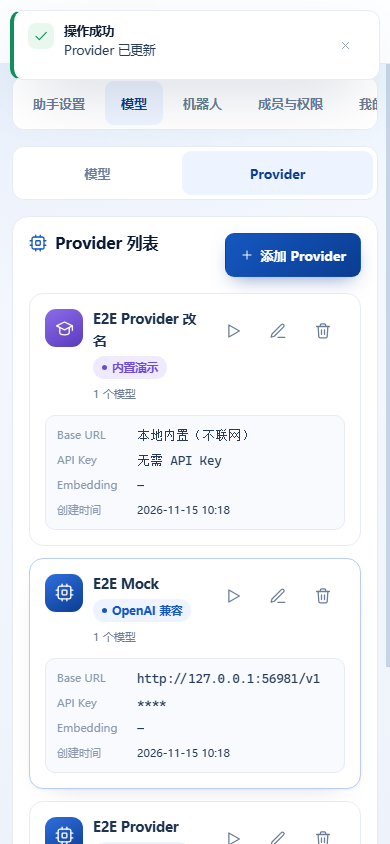 操作成功
Provider 已更新
助手设置 模型 机器人 成员与权限 我的
模型 Provider
Provider 列表
添加 Provider
E2E Provider 改
名
内置演示
1 个模型
Base URL 本地内置（不联网）
API Key 无需 API Key
Embedding —
创建时间 2026-11-15 10:18
E2E Mock
OpenAI 兼容
1 个模型
Base URL http://127.0.0.1:56981/v1
API Key ****
Embedding —
创建时间 2026-11-15 10:18
E2E Provider